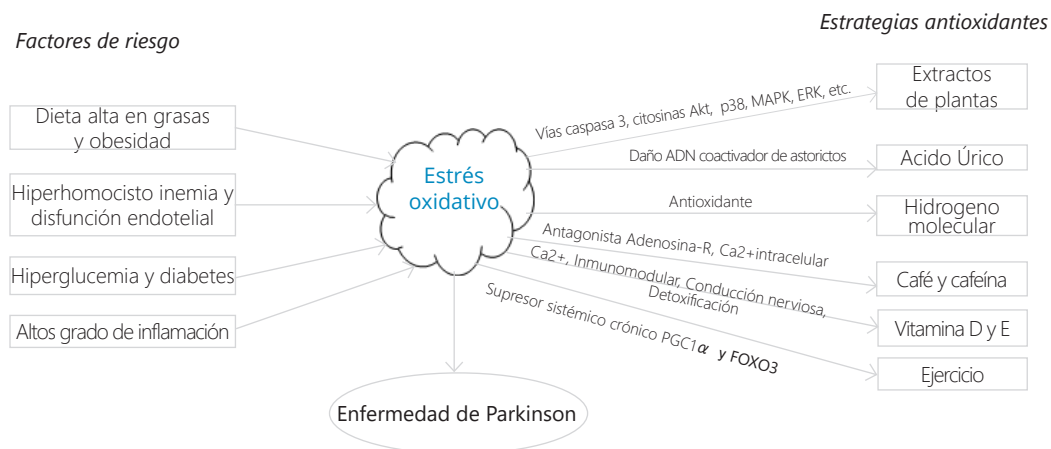 Estrategias antioxidantes
Factores de riesgo
Dieta alta en grasas
y obesidad
Hiperhomocisto inemia y
disfunción endotelial
Hiperglucemia y diabetes
Altos grado de inflamación
Estrés
oxidativo
Enfermedad de Parkinson
Vías caspasa 3, citosinas Akt, p38, MAPK, ERK, etc.
Extractos
de plantas
Daño ADN coactivador de astorictos
Acido Úrico
Antioxidante
Hidrogeno
molecular
Antagonista Adenosina-R, Ca2+intracelular
Café y cafeína
Ca2+, Inmunomodular, Conducción nerviosa,
Detoxificación
Vitamina D y E
Supresor sistémico crónico PGC1α y FOXO3
Ejercicio